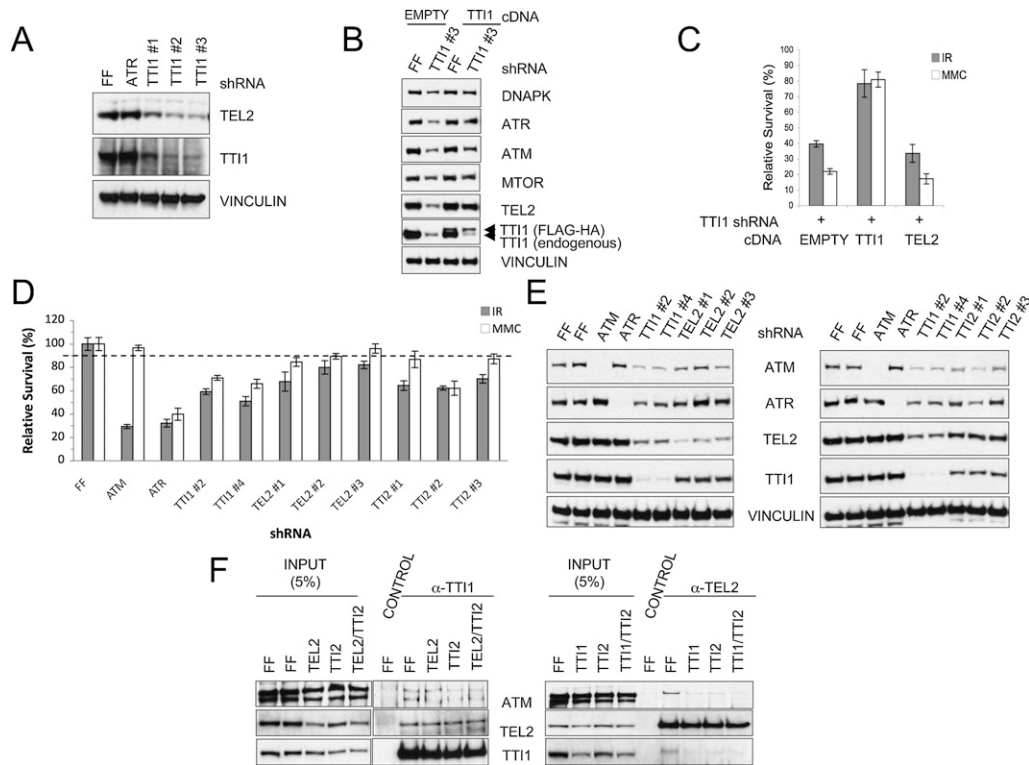 A
FF
ATR
TTI1 #1
TTI1 #2
TTI1 #3
shRNA
TEL2
TTI1
VINCULIN
B
EMPTY TTI1 cDNA
FF
TTI1 #3
FF
TTI1 #3
shRNA
DNAPK
ATR
ATM
MTOR
TEL2
TTI1 (FLAG-HA)
TTI1 (endogenous)
VINCULIN
C
IR
MMC
Relative Survival (%)
90
80
70
60
50
40
30
20
10
0
TTI1 shRNA + + +
cDNA EMPTY TTI1 TEL2
D
IR
MMC
Relative Survival (%)
120
100
80
60
40
20
0
FF
ATM
ATR
TTI1 #2
TTI1 #4
TEL2 #1
TEL2 #2
TEL2 #3
TTI2 #1
TTI2 #2
TTI2 #3
shRNA
E
FF
FF
ATM
ATR
TTI1 #2
TTI1 #4
TEL2 #1
TEL2 #2
TEL2 #3
shRNA
FF
FF
ATM
ATR
TTI1 #2
TTI1 #4
TTI2 #1
TTI2 #2
TTI2 #3
ATM
ATR
TEL2
TTI1
VINCULIN
F
INPUT
(5%)
CONTROL
α-TTI1
FF
FF
TEL2
TTI2
TEL2/TTI2
FF
FF
TEL2
TTI2
TEL2/TTI2
INPUT
(5%)
CONTROL
α-TEL2
FF
TTI1
TTI2
TTI1/TTI2
FF
FF
TTI1
TTI2
TTI1/TTI2
ATM
TEL2
TTI1